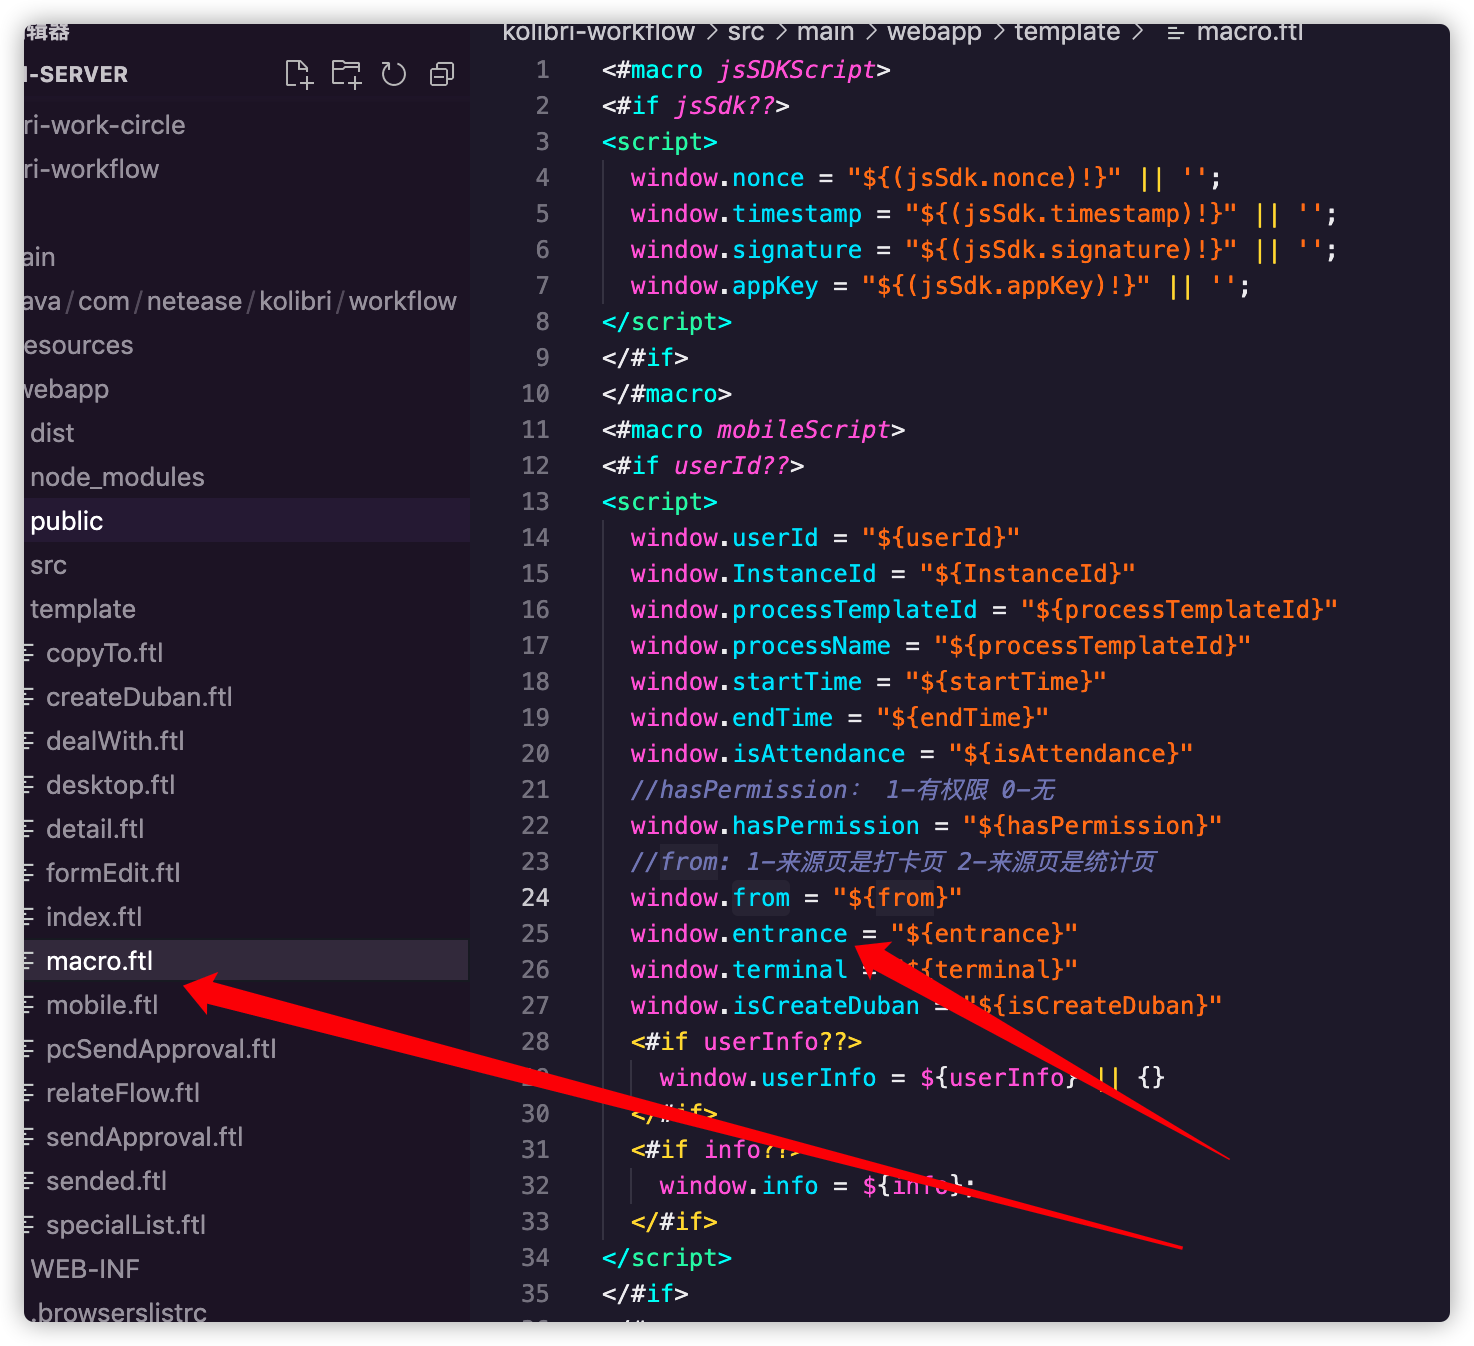 辑器
-SERVER
ri-work-circle
ri-workflow
ain
ava/com/netease/kolibri/workflow
esources
webapp
dist
node_modules
public
src
template
copyTo.ftl
createDuban.ftl
dealWith.ftl
desktop.ftl
detail.ftl
formEdit.ftl
index.ftl
macro.ftl
mobile.ftl
pcSendApproval.ftl
relateFlow.ftl
sendApproval.ftl
sended.ftl
specialList.ftl
WEB-INF
.browserslistrc
kolibri-workflow > src > main > webapp > template > macro.ftl
1 <#macro jsSDKScript>
2 <#if jsSdk??>
3 <script>
4 window.nonce = "${(jsSdk.nonce)!}" || '';
5 window.timestamp = "${(jsSdk.timestamp)!}" || '';
6 window.signature = "${(jsSdk.signature)!}" || '';
7 window.appKey = "${(jsSdk.appKey)!}" || '';
8 </script>
9 </#if>
10 </#macro>
11 <#macro mobileScript>
12 <#if userId??>
13 <script>
14 window.userId = "${userId}"
15 window.InstanceId = "${InstanceId}"
16 window.processTemplateId = "${processTemplateId}"
17 window.processName = "${processTemplateId}"
18 window.startTime = "${startTime}"
19 window.endTime = "${endTime}"
20 window.isAttendance = "${isAttendance}"
21 //hasPermission： 1-有权限 0-无
22 window.hasPermission = "${hasPermission}"
23 //from: 1-来源页是打卡页 2-来源页是统计页
24 window.from = "${from}"
25 window.entrance = "${entrance}"
26 window.terminal = "${terminal}"
27 window.isCreateDuban = "${isCreateDuban}"
28 <#if userInfo??>
29 window.userInfo = ${userInfo} || {}
30 </#if>
31 <#if info??>
32 window.info = ${info};
33 </#if>
34 </script>
35 </#if>